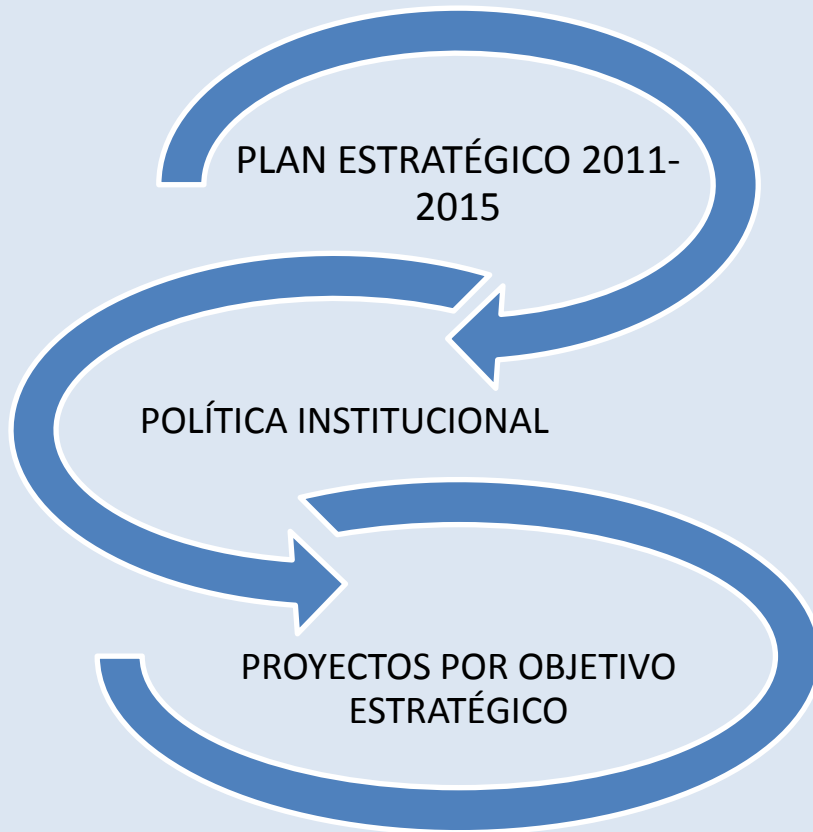 PLAN ESTRATÉGICO 2011-
2015
POLÍTICA INSTITUCIONAL
PROYECTOS POR OBJETIVO
ESTRATÉGICO